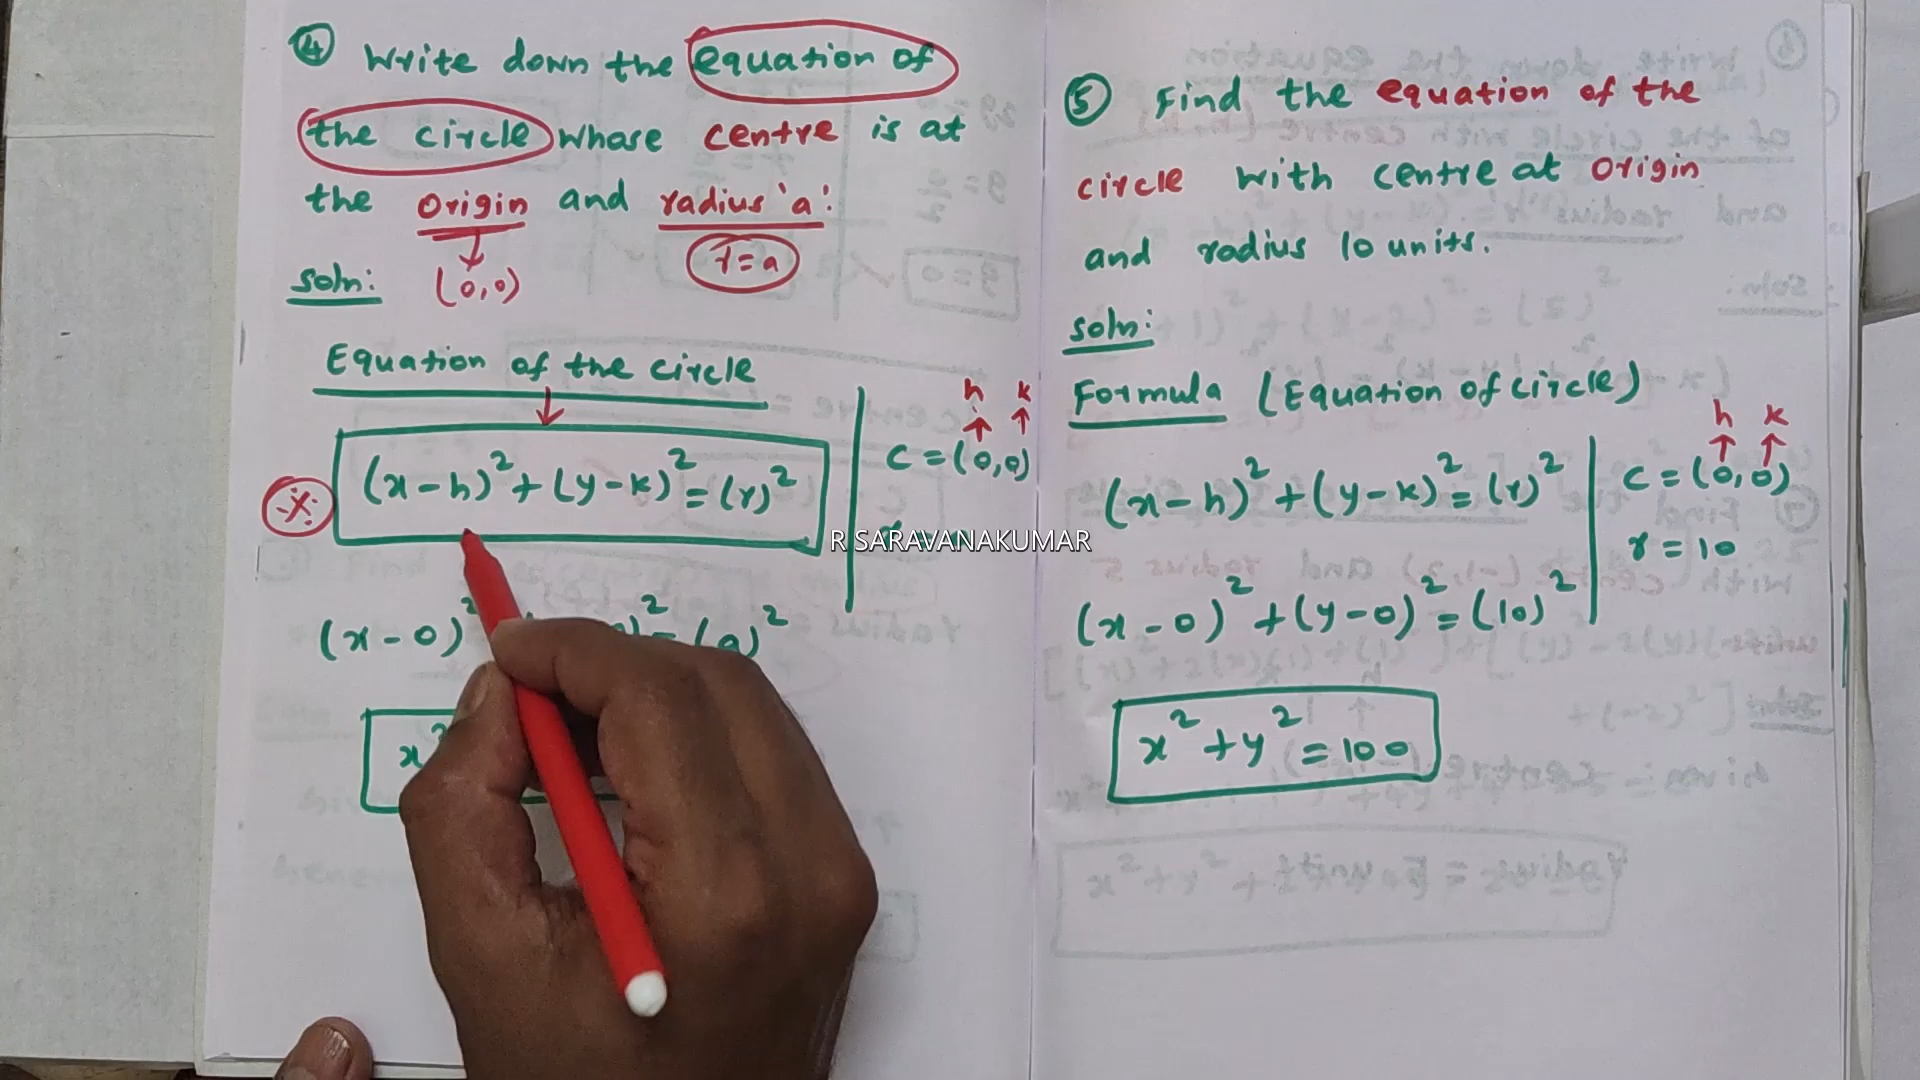 ④ Write down the equation of
the circle whose centre is at
the origin and radius 'a'.
(0,0) r=a
Soln:
Equation of the circle
(x-h)²+(y-k)²=(r)²
h k
C=(0,0)
(x-0)² = (a)²
x²
R SARAVANAKUMAR
⑤ Find the equation of the
circle with centre at origin
and radius 10 units.
Soln:
Formula (Equation of circle)
(x-h)²+(y-k)²=(r)²
h k
C=(0,0)
r=10
(x-0)²+(y-0)²=(10)²
x²+y²=100